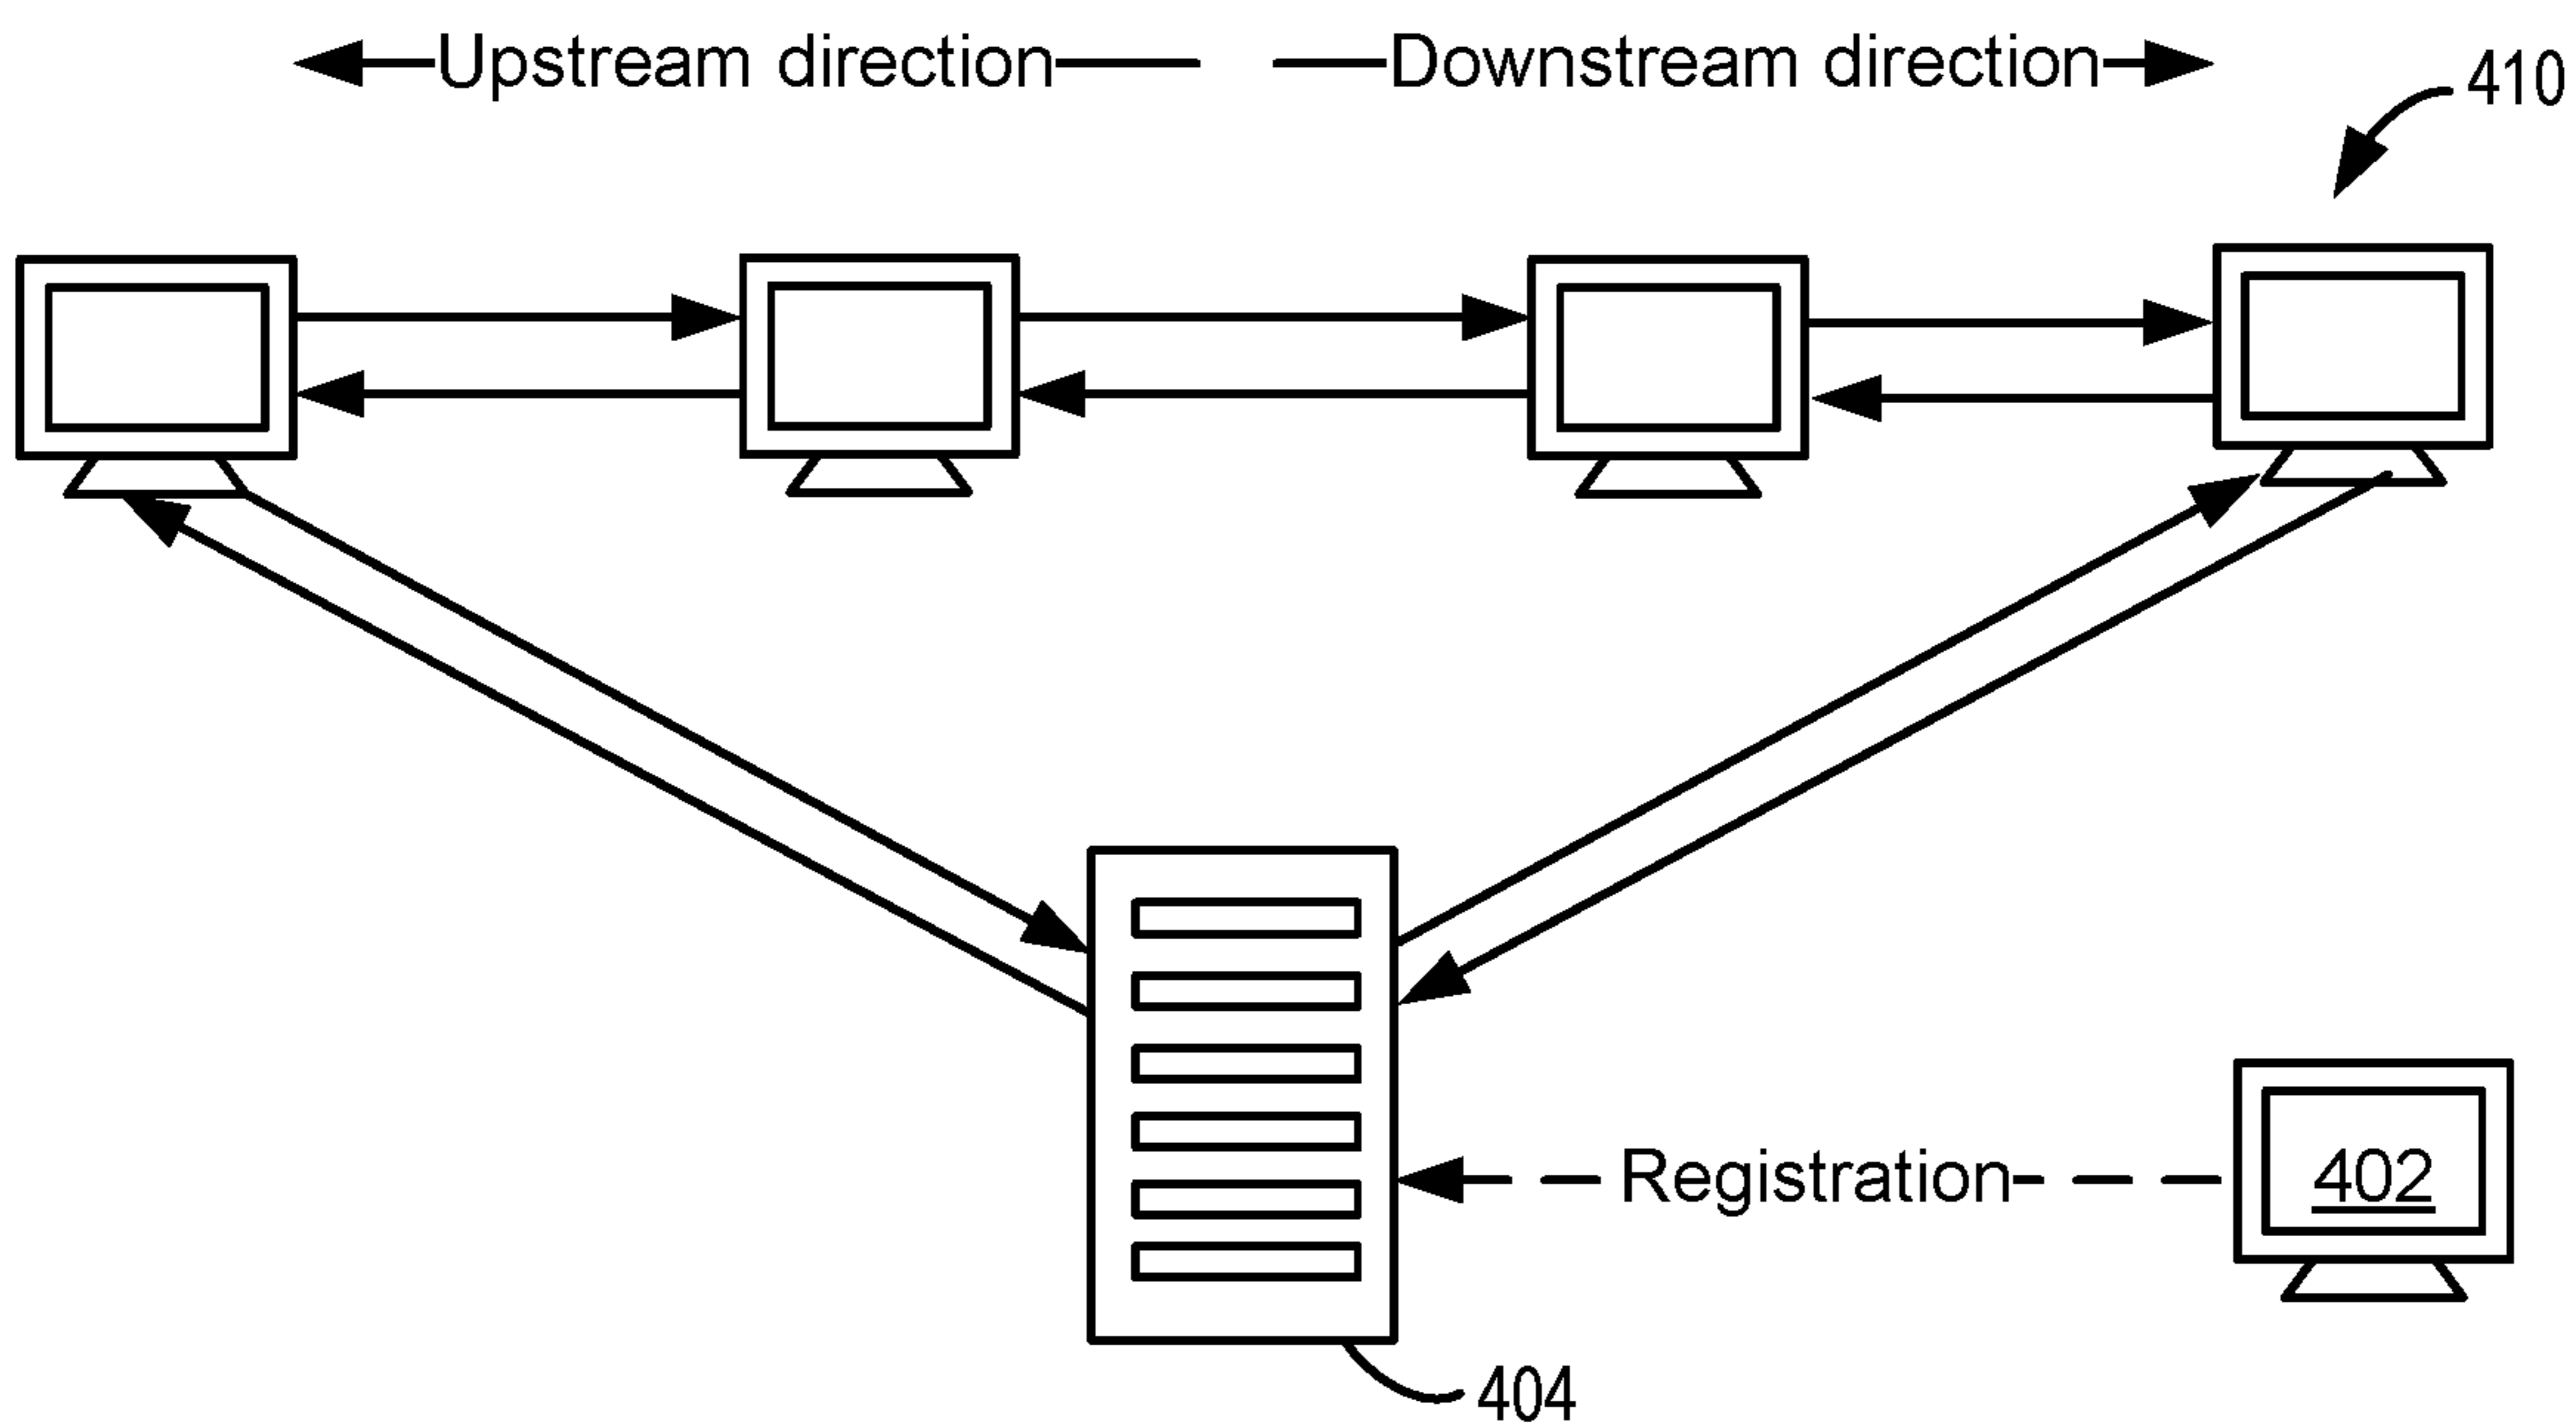 Upstream direction
Downstream direction
410
Registration
402
404